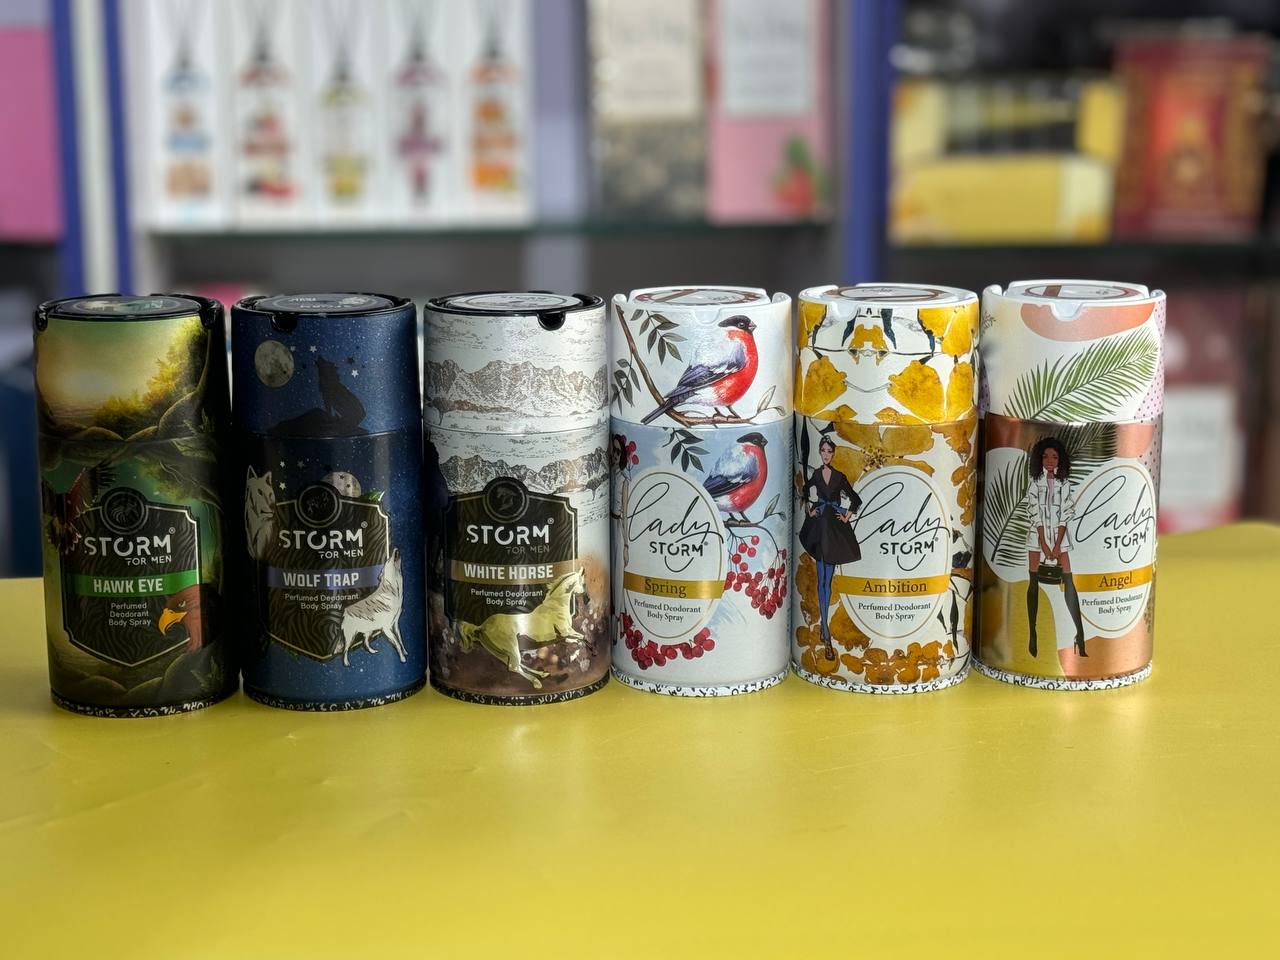 STORM®
FOR MEN
HAWK EYE
Perfumed
Deodorant
Body Spray
STORM®
FOR MEN
WOLF TRAP
Perfumed Deodorant
Body Spray
STORM®
FOR MEN
WHITE HORSE
Perfumed Deodorant
Body Spray
lady
STORM®
Spring
Perfumed Deodorant
Body Spray
lady
STORM®
Ambition
Perfumed Deodorant
Body Spray
lady
STORM®
Angel
Perfumed Deodorant
Body Spray